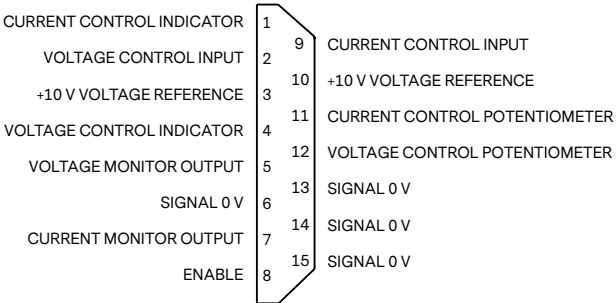 CURRENT CONTROL INDICATOR 1
VOLTAGE CONTROL INPUT 2
+10 V VOLTAGE REFERENCE 3
VOLTAGE CONTROL INDICATOR 4
VOLTAGE MONITOR OUTPUT 5
SIGNAL 0 V 6
CURRENT MONITOR OUTPUT 7
ENABLE 8
9 CURRENT CONTROL INPUT
10 +10 V VOLTAGE REFERENCE
11 CURRENT CONTROL POTENTIOMETER
12 VOLTAGE CONTROL POTENTIOMETER
13 SIGNAL 0 V
14 SIGNAL 0 V
15 SIGNAL 0 V